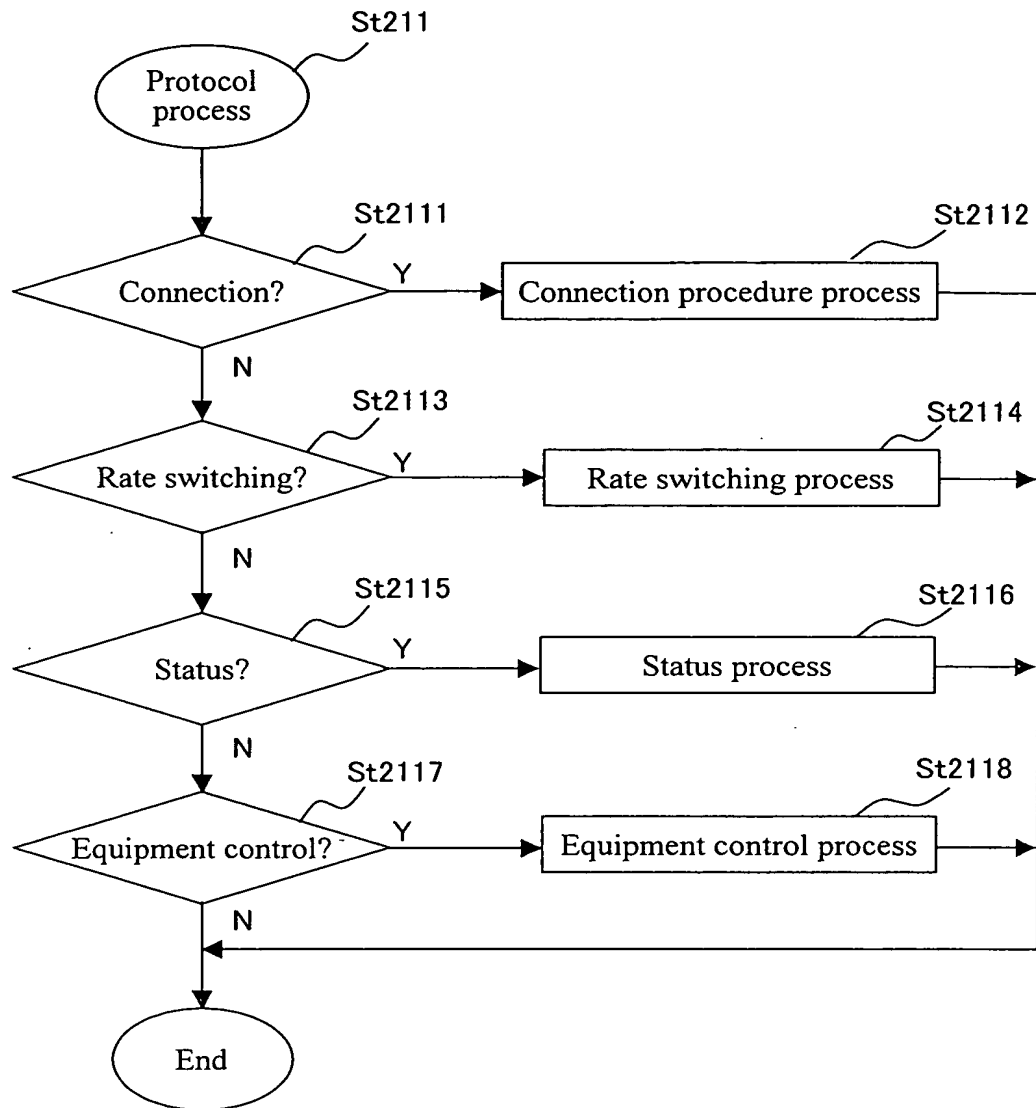 St211
Protocol
process
St2111
St2112
Connection?
Y
Connection procedure process
N
St2113
St2114
Rate switching?
Y
Rate switching process
N
St2115
St2116
Status?
Y
Status process
N
St2117
St2118
Equipment control?
Y
Equipment control process
N
End